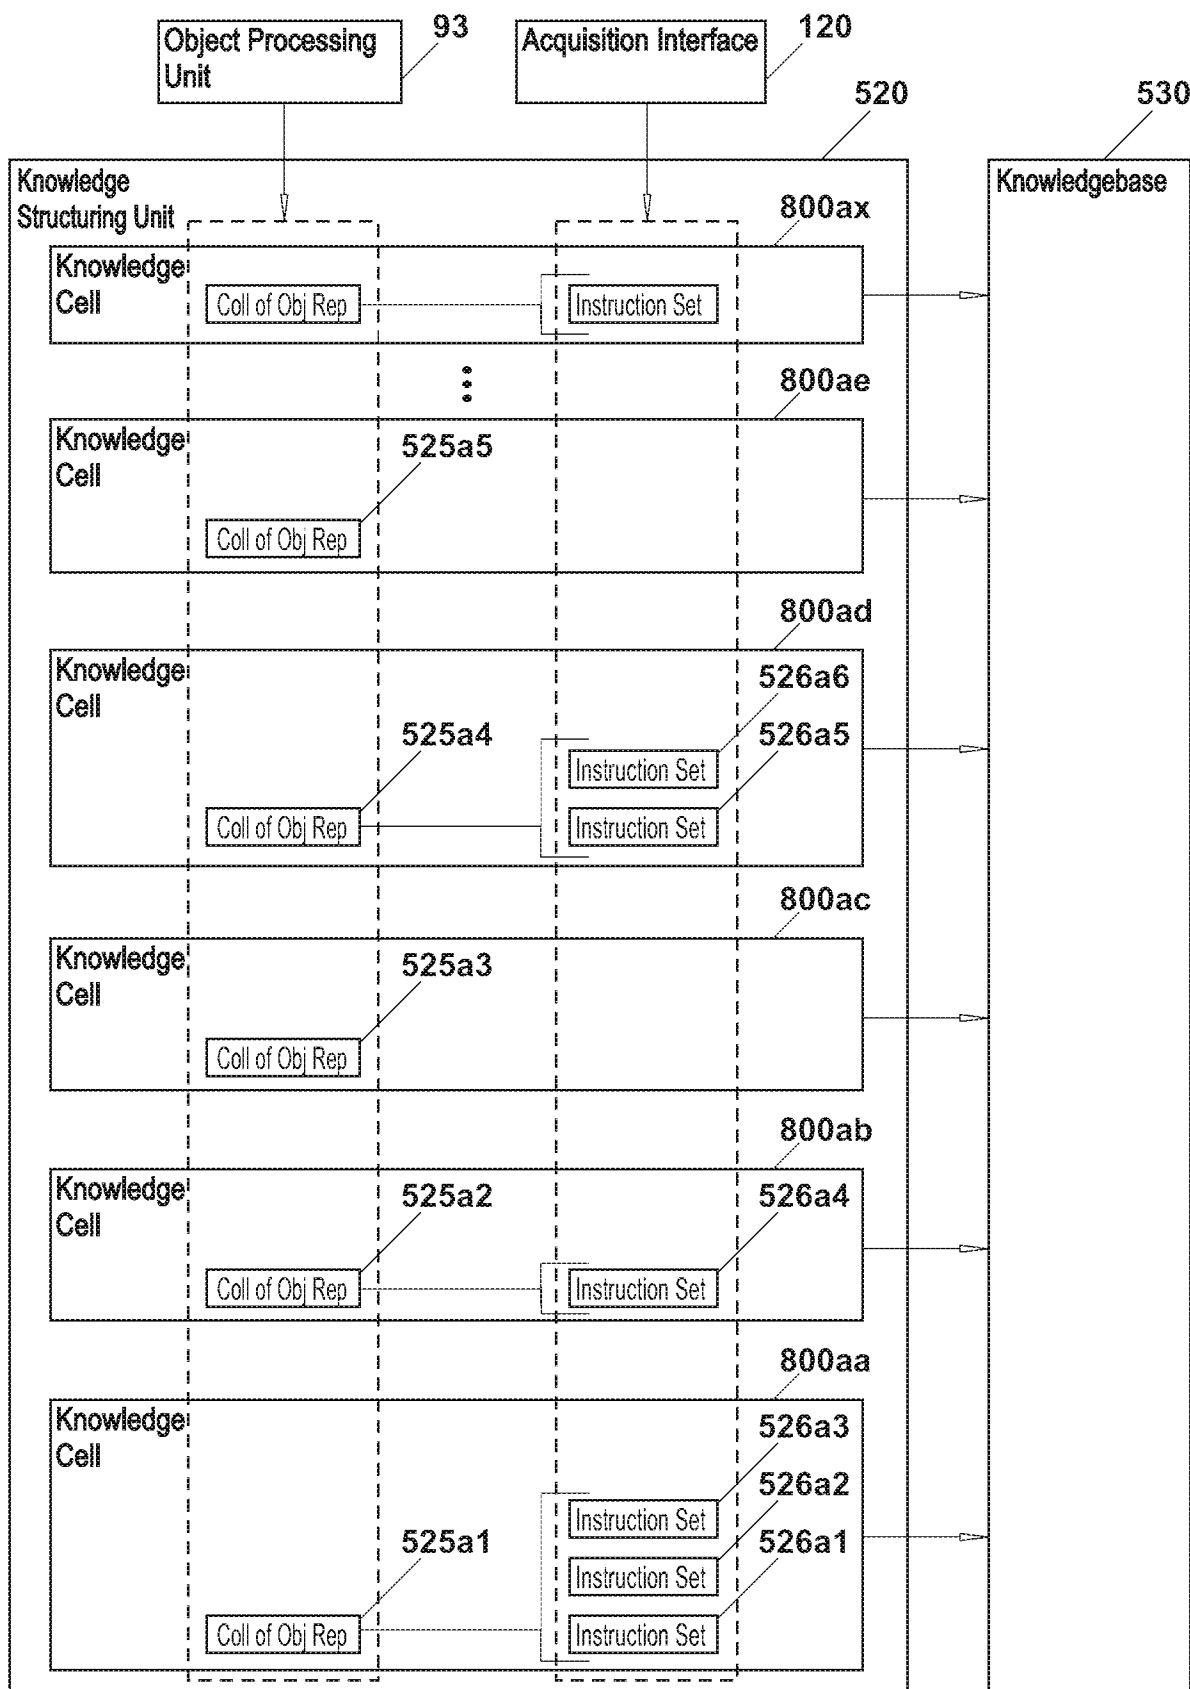 Object Processing
Unit
93
Acquisition Interface
120
520
530
Knowledge
Structuring Unit
Knowledgebase
800ax
Knowledge
Cell
Coll of Obj Rep
Instruction Set
800ae
Knowledge
Cell
525a5
Coll of Obj Rep
800ad
Knowledge
Cell
526a6
525a4
526a5
Instruction Set
Coll of Obj Rep
Instruction Set
800ac
Knowledge
Cell
525a3
Coll of Obj Rep
800ab
Knowledge
Cell
525a2
526a4
Coll of Obj Rep
Instruction Set
800aa
Knowledge
Cell
526a3
526a2
Instruction Set
525a1
526a1
Instruction Set
Coll of Obj Rep
Instruction Set